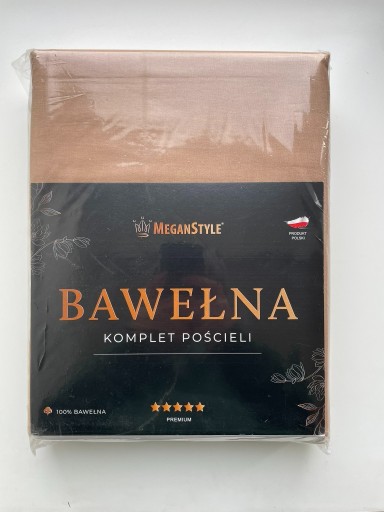 MEGANSTYLE®
PRODUKT
POLSKI
BAWEŁNA
KOMPLET POŚCIELI
100% BAWEŁNA
PREMIUM